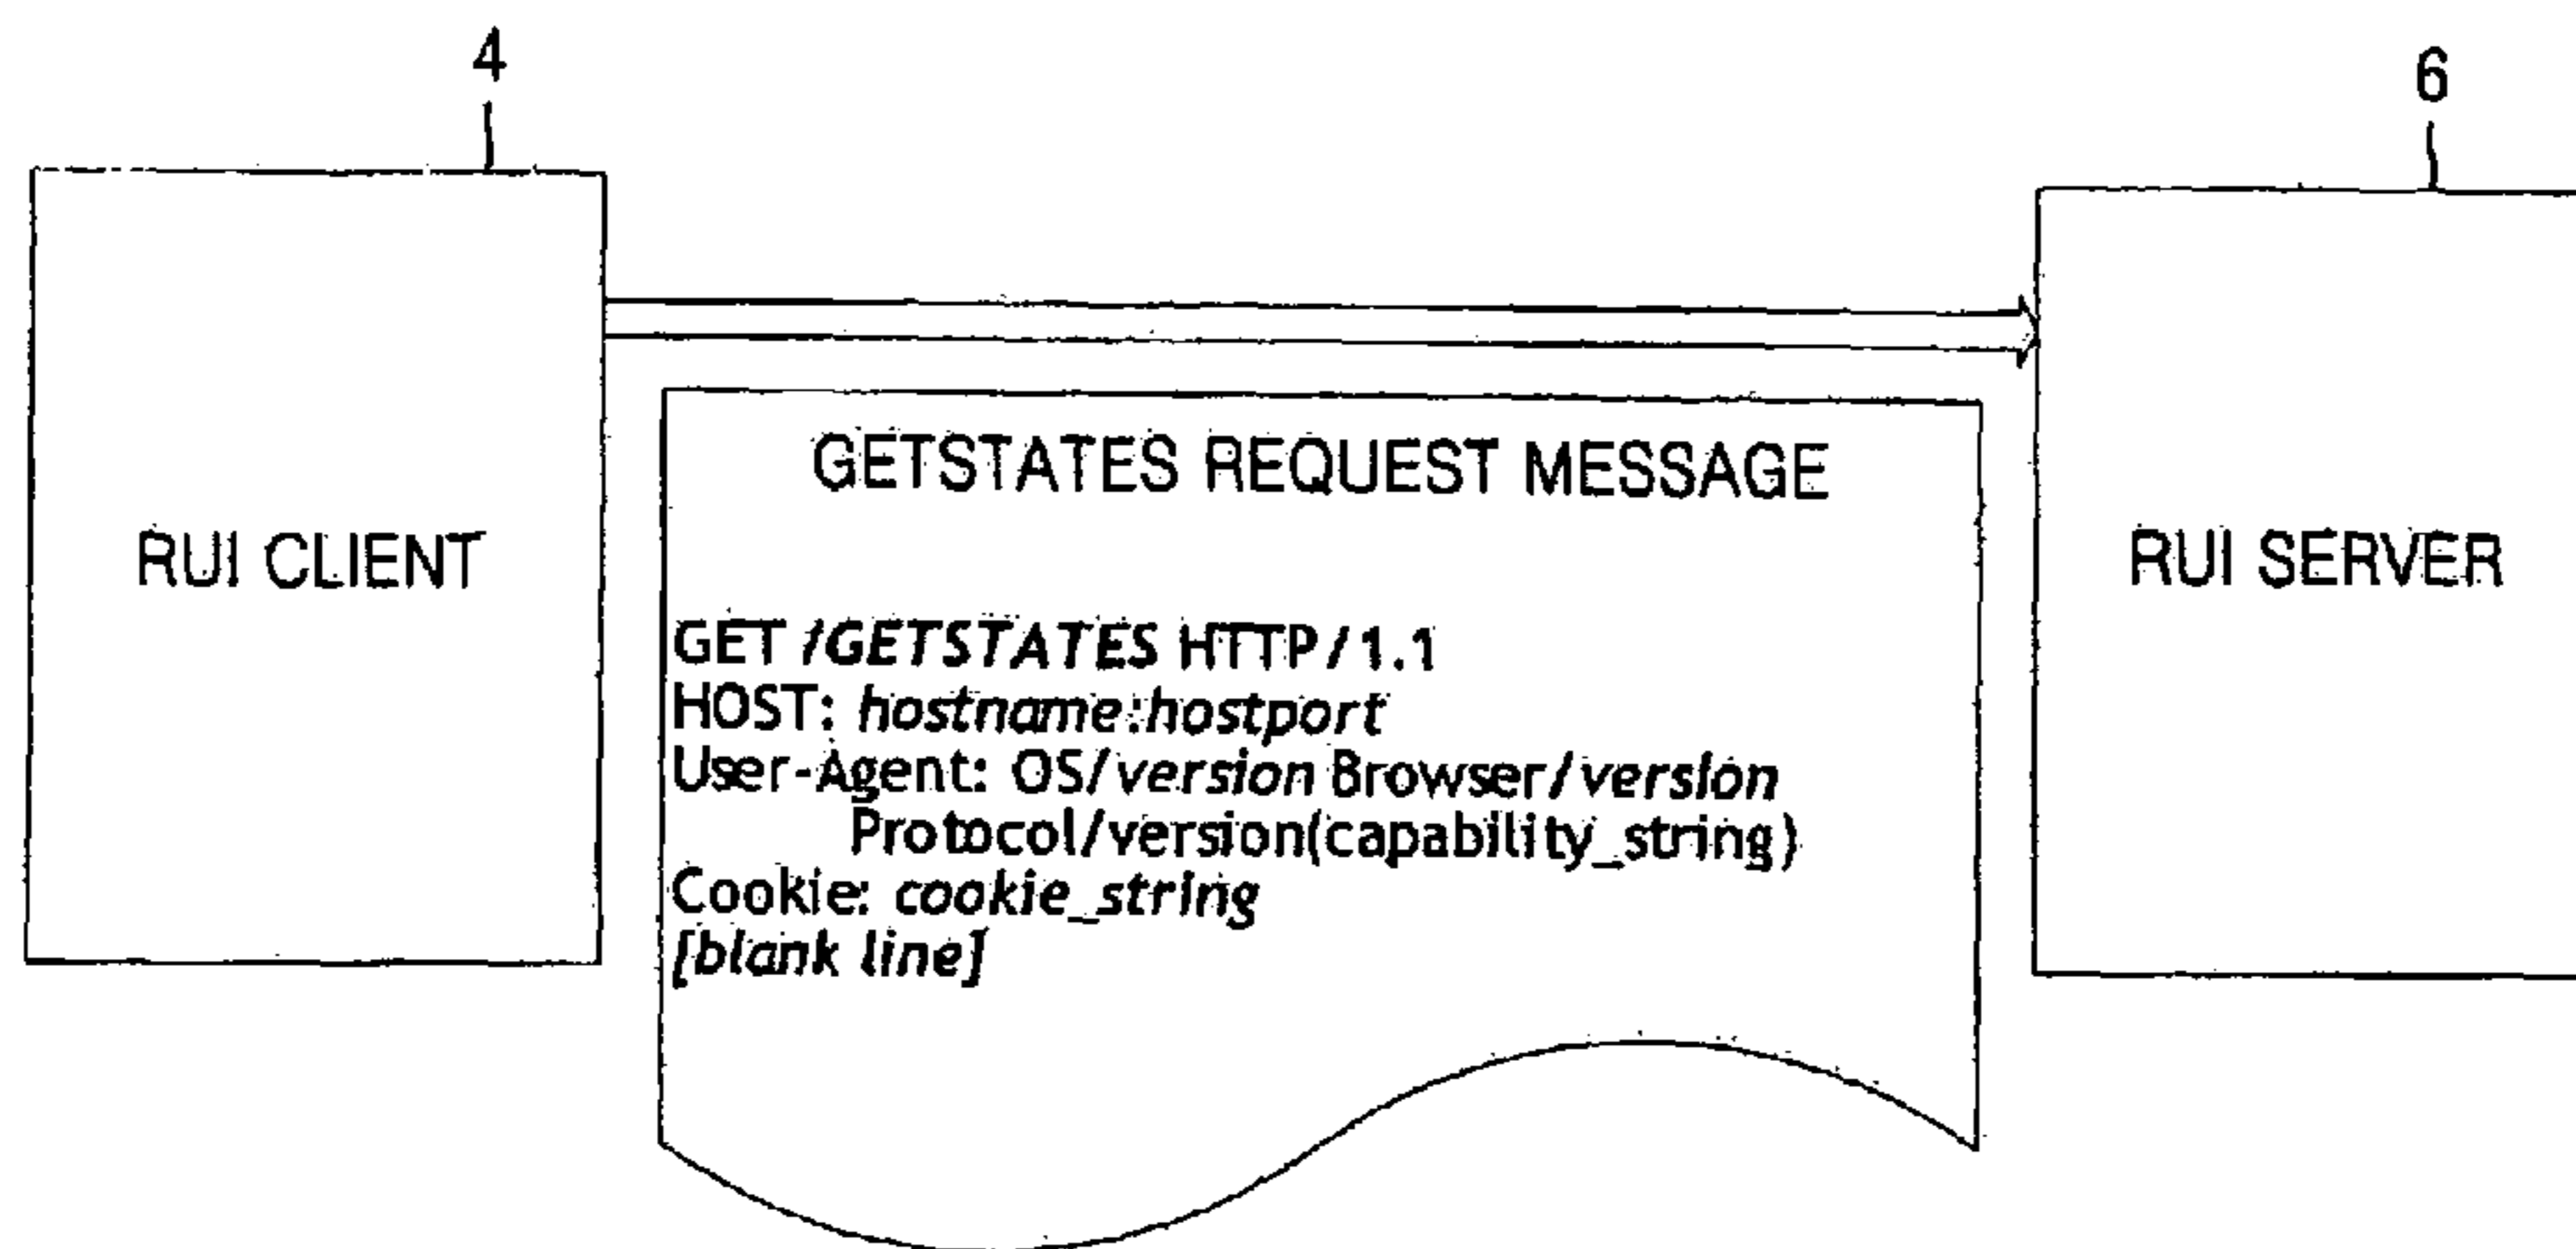 4
6
RUI CLIENT
GETSTATES REQUEST MESSAGE
GET /GETSTATES HTTP/1.1
HOST: hostname:hostport
User-Agent: OS/version Browser/version
Protocol/version(capability_string)
Cookie: cookie_string
[blank line]
RUI SERVER